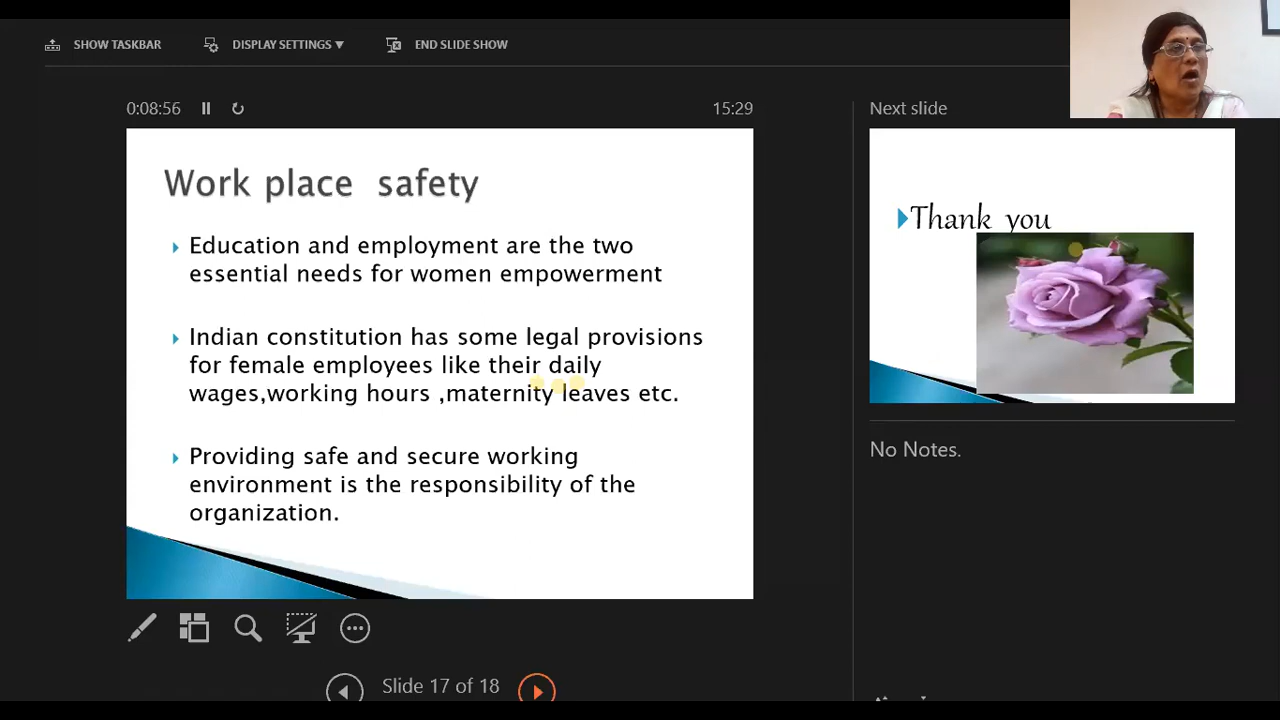 SHOW TASKBAR
DISPLAY SETTINGS ▼
END SLIDE SHOW
0:08:56
15:29
Next slide
Work place safety
Education and employment are the two
essential needs for women empowerment
Indian constitution has some legal provisions
for female employees like their daily
wages,working hours ,maternity leaves etc.
Providing safe and secure working
environment is the responsibility of the
organization.
Thank you
No Notes.
Slide 17 of 18